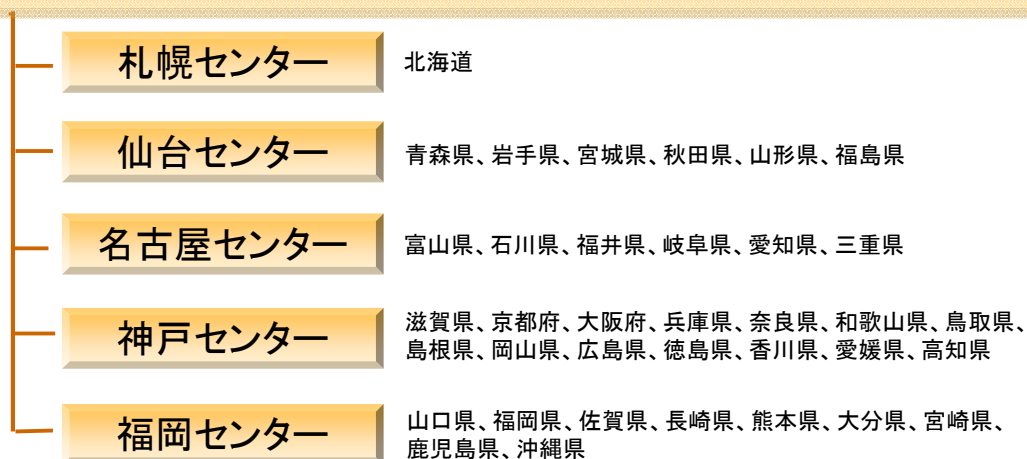 札幌センター
北海道
仙台センター
青森県、岩手県、宮城県、秋田県、山形県、福島県
名古屋センター
富山県、石川県、福井県、岐阜県、愛知県、三重県
神戸センター
滋賀県、京都府、大阪府、兵庫県、奈良県、和歌山県、鳥取県、
島根県、岡山県、広島県、徳島県、香川県、愛媛県、高知県
福岡センター
山口県、福岡県、佐賀県、長崎県、熊本県、大分県、宮崎県、
鹿児島県、沖縄県